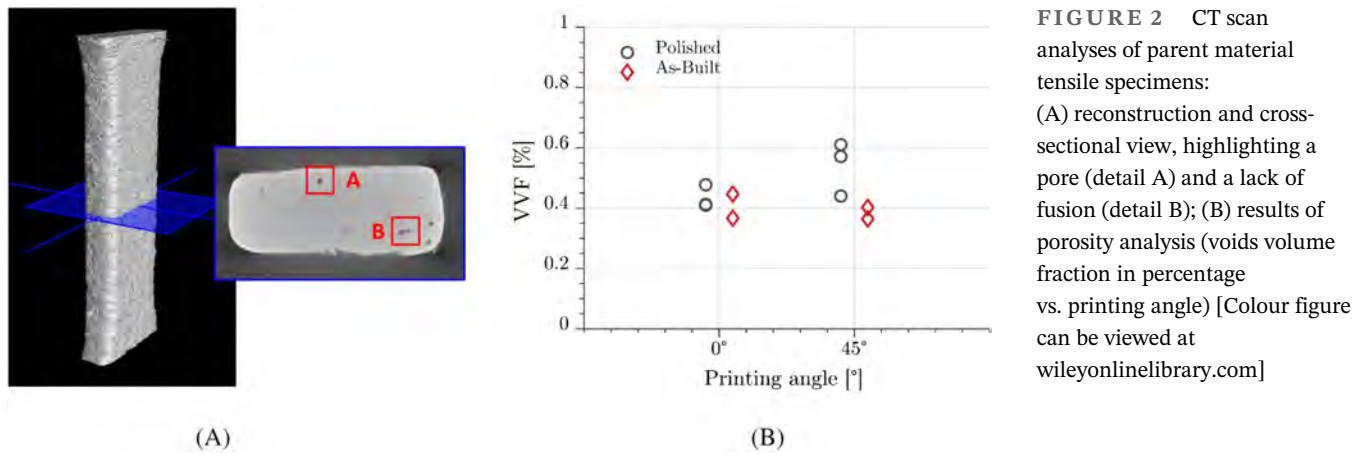 A
B
(A)
1
0.8
0.6
0.4
0.2
0
VVF [%]
Polished
As-Built
0°
45°
Printing angle [°]
(B)
FIGURE 2 CT scan
analyses of parent material
tensile specimens:
(A) reconstruction and cross-
sectional view, highlighting a
pore (detail A) and a lack of
fusion (detail B); (B) results of
porosity analysis (voids volume
fraction in percentage
vs. printing angle) [Colour figure
can be viewed at
wileyonlinelibrary.com]